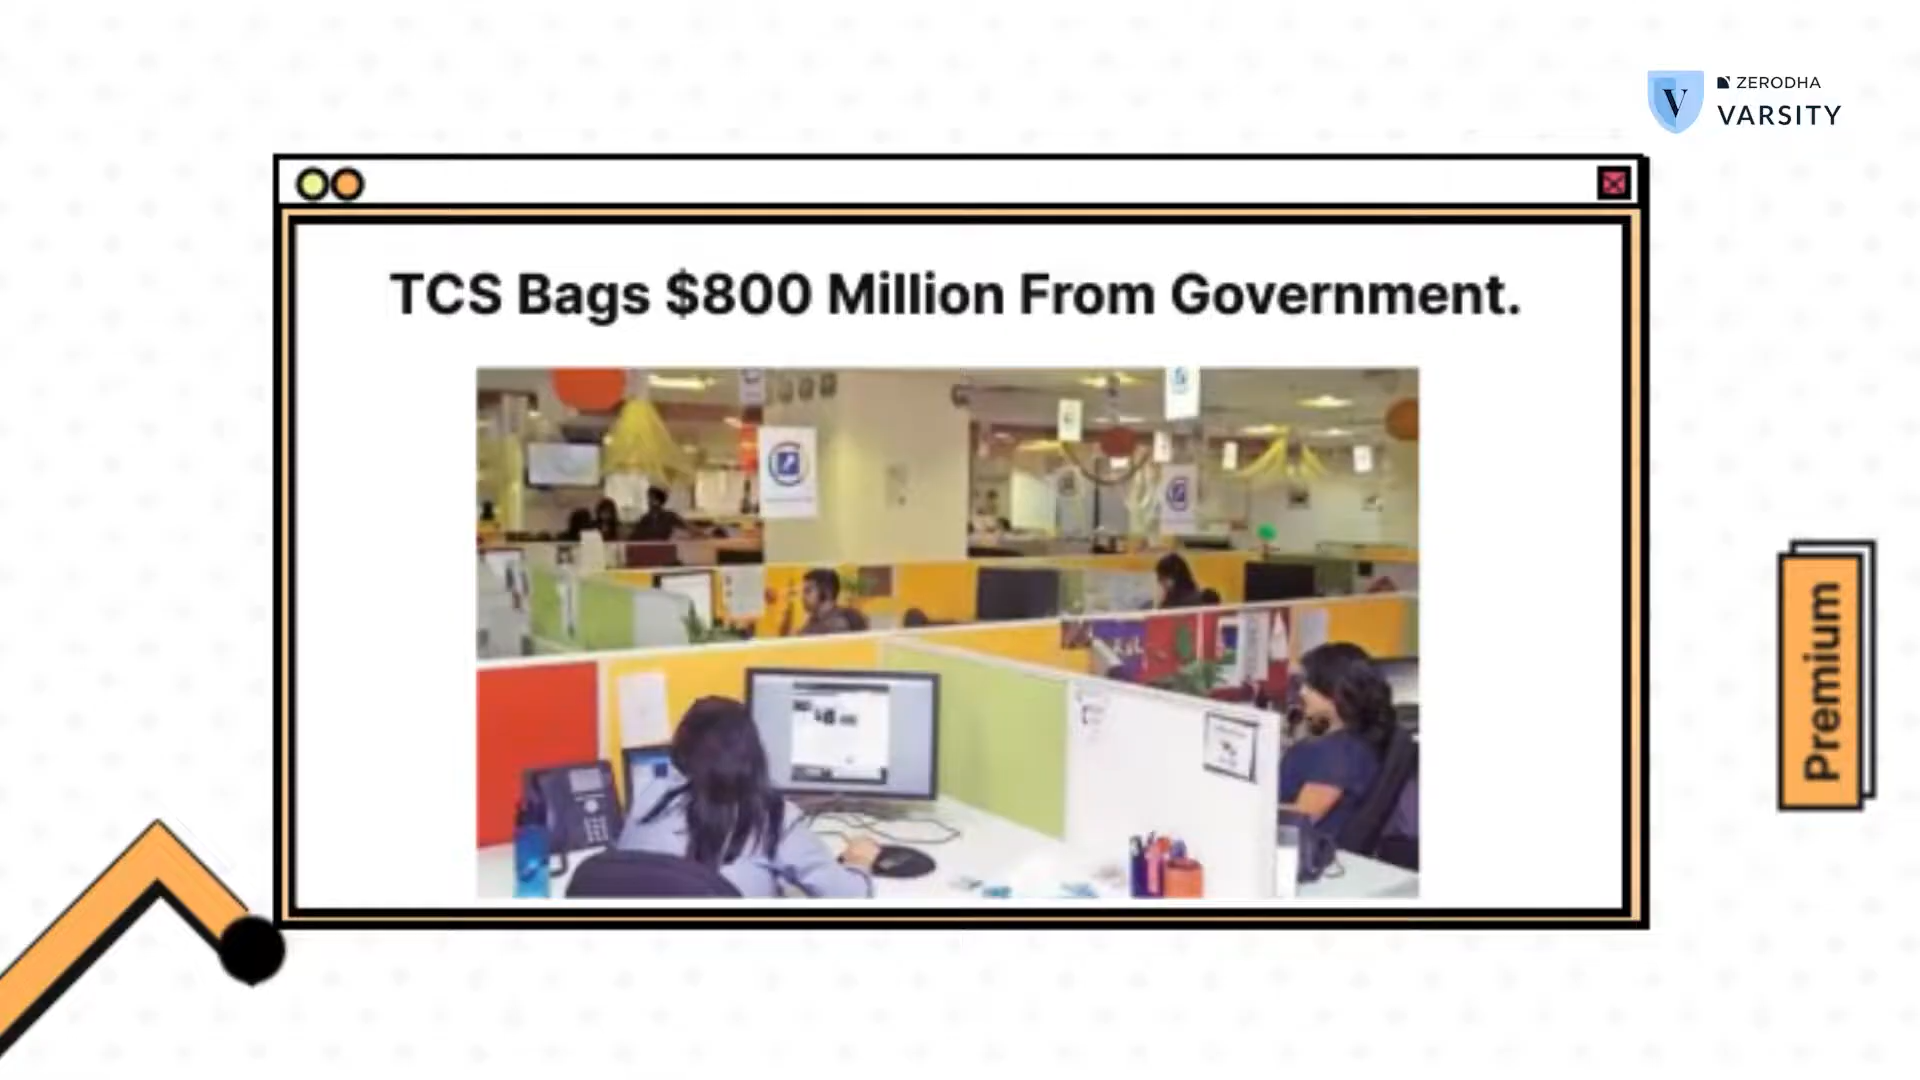 ZERODHA
VARSITY
V
TCS Bags $800 Million From Government.
Premium